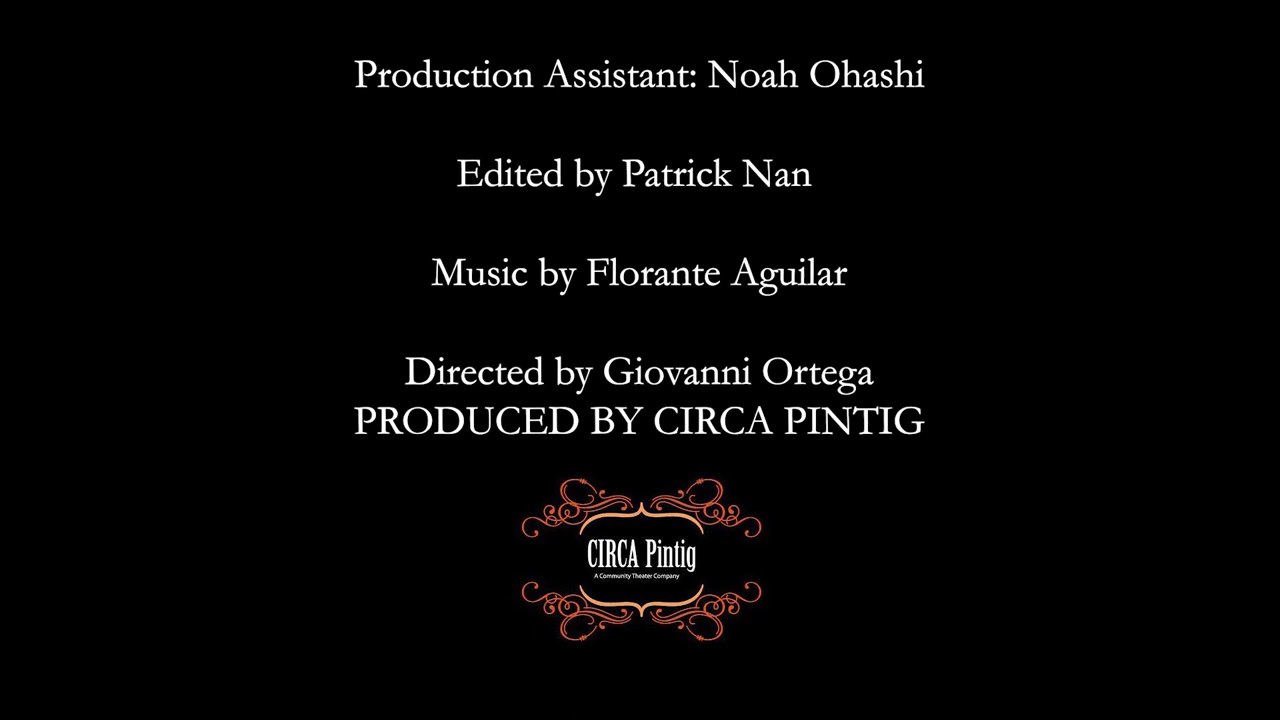 Production Assistant: Noah Ohashi
Edited by Patrick Nan
Music by Florante Aguilar
Directed by Giovanni Ortega
PRODUCED BY CIRCA PINTIG
CIRCA Pintig
A Community Theater Company